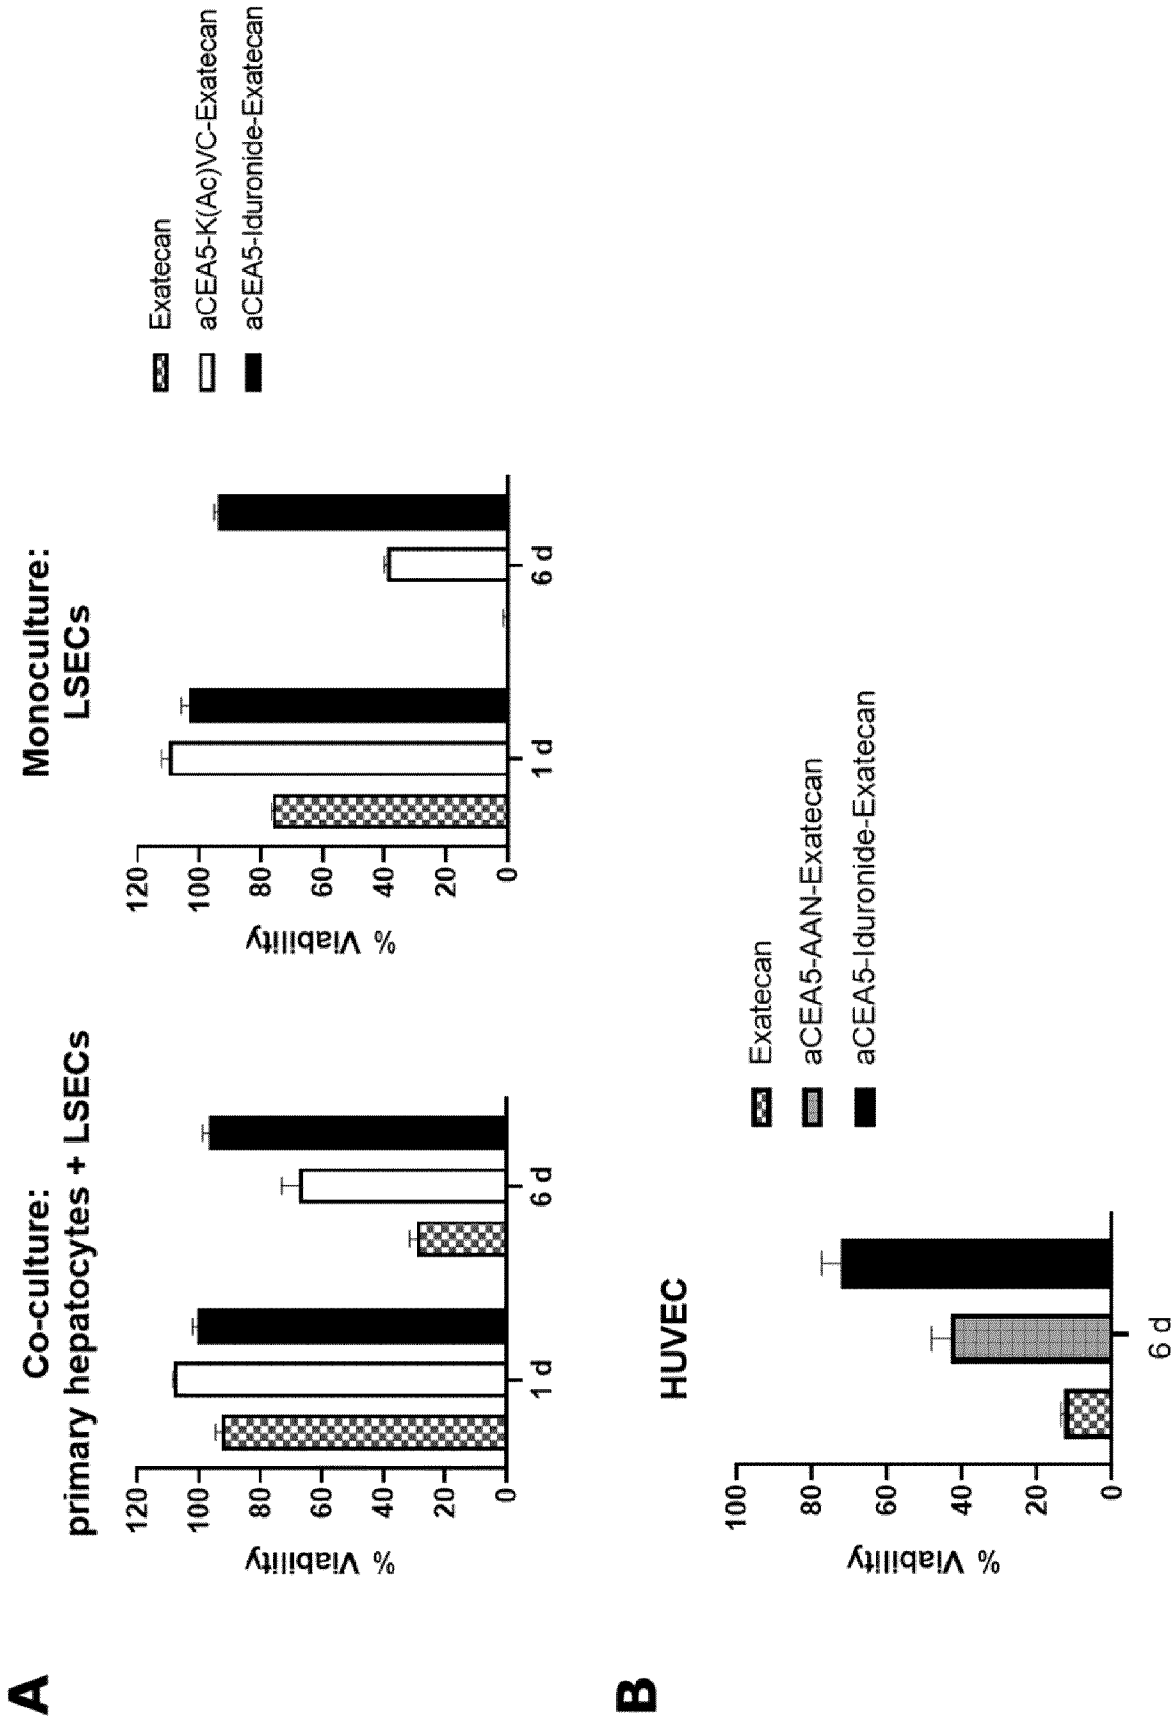 A
Co-culture:
primary hepatocytes + LSECs
% Viability
120
100
80
60
40
20
0
1 d
6 d
Monoculture:
LSECs
% Viability
120
100
80
60
40
20
0
1 d
6 d
Exatecan
aCEA5-K(Ac)VC-Exatecan
aCEA5-Iduronide-Exatecan
B
HUVEC
% Viability
100
80
60
40
20
0
6 d
Exatecan
aCEA5-AAN-Exatecan
aCEA5-Iduronide-Exatecan